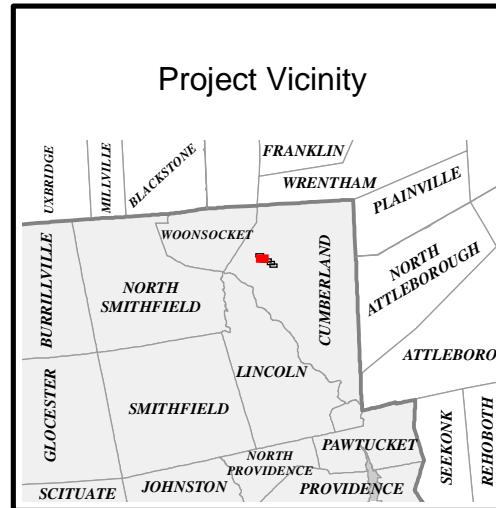 Project Vicinity
UXBRIDGE
MILLVILLE
BLACKSTONE
FRANKLIN
WRENTHAM
PLAINVILLE
WOONSOCKET
BURRILLVILLE
NORTH
SMITHFIELD
CUMBERLAND
NORTH
ATTLEBOROUGH
ATTLEBORO
GLOCESTER
SMITHFIELD
LINCOLN
SEEKONK
REHOBOTH
PAWTUCKET
NORTH
PROVIDENCE
SCITUATE
JOHNSTON
PROVIDENCE